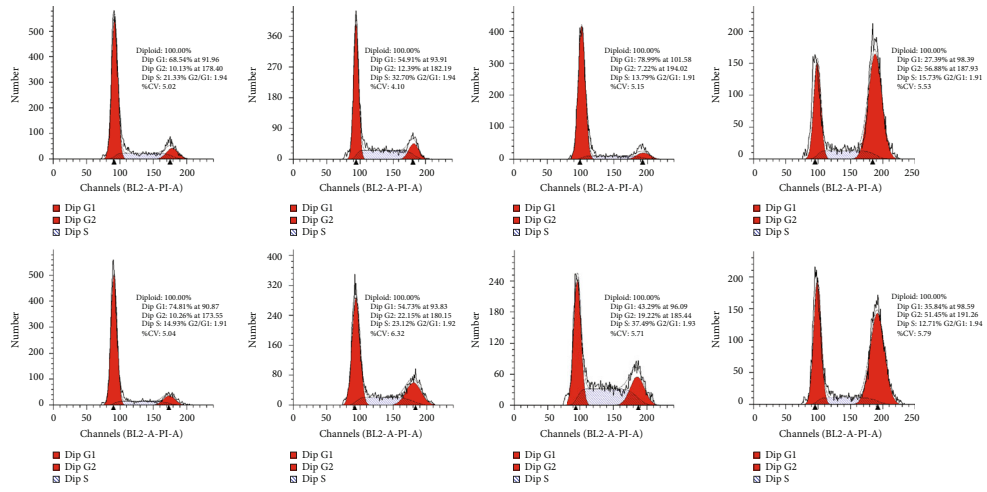 Number
500
400
300
200
100
0
Diploid: 100.00%
Dip G1: 68.54% at 91.96
Dip G2: 10.13% at 178.40
Dip S: 21.33% G2/G1: 1.94
%CV: 5.02
0 50 100 150 200
Channels (BL2-A-PI-A)
Dip G1
Dip G2
Dip S
Number
360
270
180
90
0
Diploid: 100.00%
Dip G1: 54.91% at 93.91
Dip G2: 12.39% at 182.19
Dip S: 32.70% G2/G1: 1.94
%CV: 4.10
0 50 100 150 200
Channels (BL2-A-PI-A)
Dip G1
Dip G2
Dip S
Number
400
300
200
100
0
Diploid: 100.00%
Dip G1: 78.99% at 101.58
Dip G2: 7.22% at 194.02
Dip S: 13.79% G2/G1: 1.91
%CV: 5.15
0 50 100 150 200
Channels (BL2-A-PI-A)
Dip G1
Dip G2
Dip S
Number
200
150
100
50
0
Diploid: 100.00%
Dip G1: 27.39% at 98.39
Dip G2: 56.88% at 187.93
Dip S: 15.73% G2/G1: 1.91
%CV: 5.53
0 50 100 150 200 250
Channels (BL2-A-PI-A)
Dip G1
Dip G2
Dip S
Number
500
400
300
200
100
0
Diploid: 100.00%
Dip G1: 74.81% at 90.87
Dip G2: 10.26% at 173.55
Dip S: 14.93% G2/G1: 1.91
%CV: 5.04
0 50 100 150 200
Channels (BL2-A-PI-A)
Dip G1
Dip G2
Dip S
Number
400
320
240
160
80
0
Diploid: 100.00%
Dip G1: 54.73% at 93.83
Dip G2: 22.15% at 180.15
Dip S: 23.12% G2/G1: 1.92
%CV: 6.32
0 50 100 150 200
Channels (BL2-A-PI-A)
Dip G1
Dip G2
Dip S
Number
240
180
120
60
0
Diploid: 100.00%
Dip G1: 43.29% at 96.09
Dip G2: 19.22% at 185.44
Dip S: 37.49% G2/G1: 1.93
%CV: 5.71
0 50 100 150 200
Channels (BL2-A-PI-A)
Dip G1
Dip G2
Dip S
Number
200
150
100
50
0
Diploid: 100.00%
Dip G1: 35.84% at 98.59
Dip G2: 51.45% at 191.26
Dip S: 12.71% G2/G1: 1.94
%CV: 5.79
0 50 100 150 200 250
Channels (BL2-A-PI-A)
Dip G1
Dip G2
Dip S